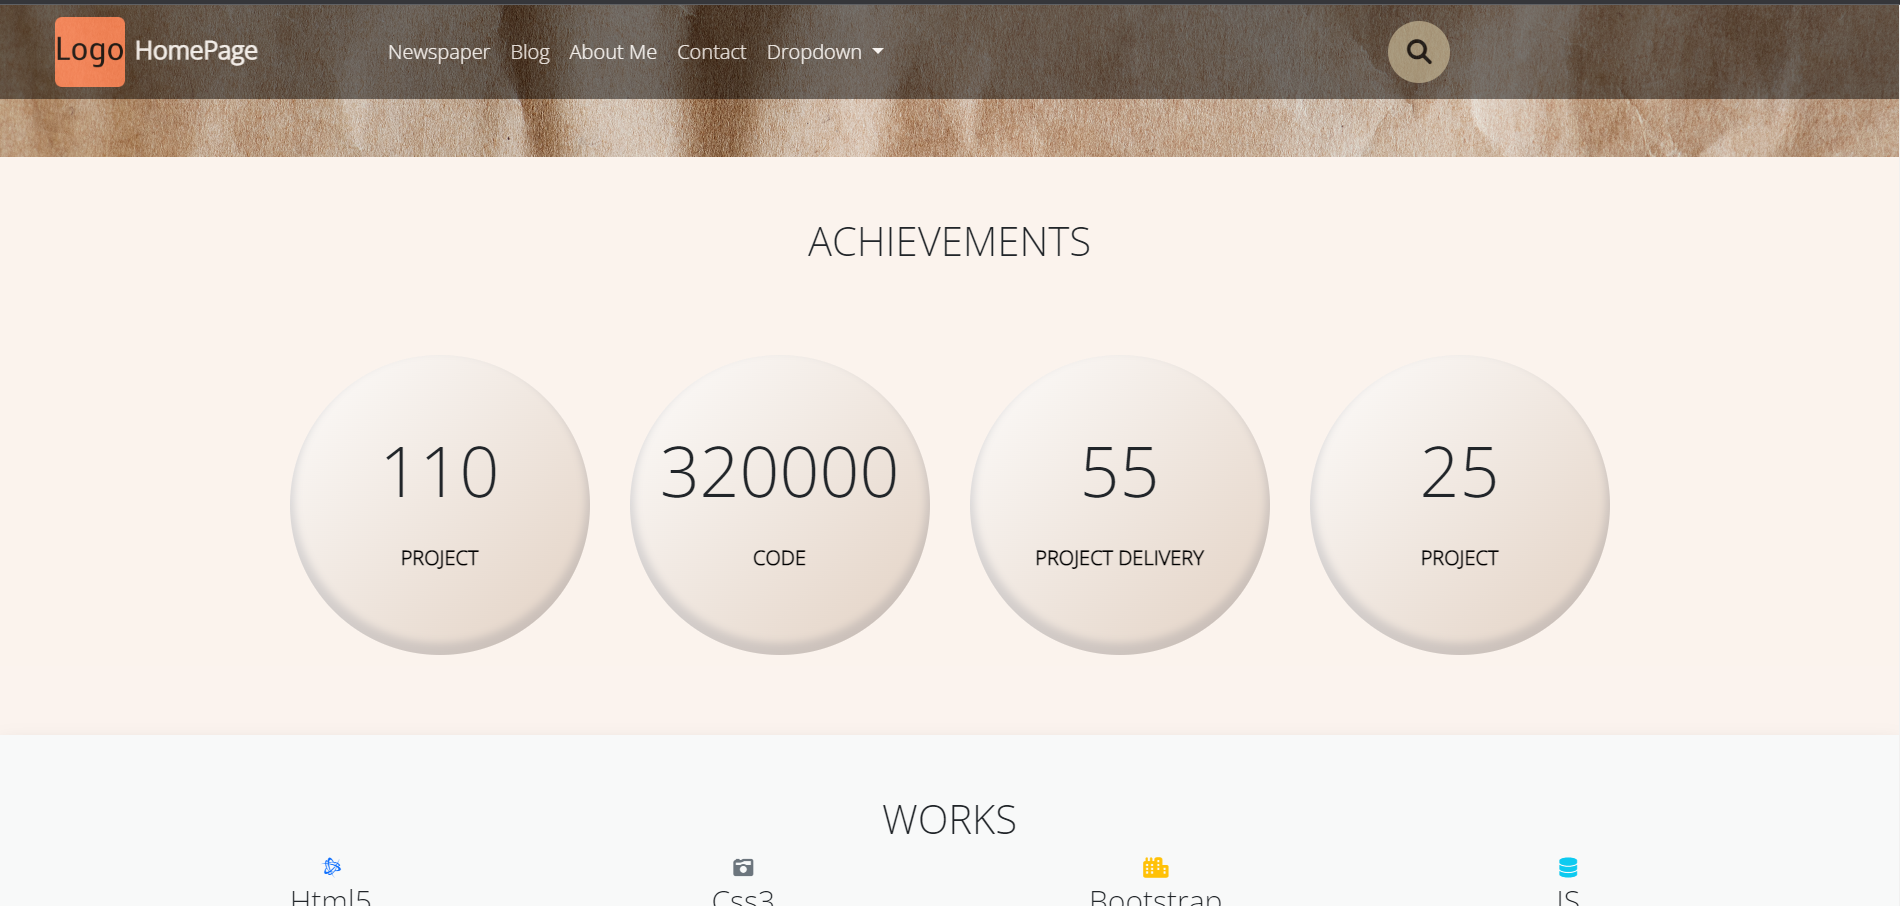 Logo HomePage Newspaper Blog About Me Contact Dropdown
ACHIEVEMENTS
110 320000 55 25
PROJECT CODE PROJECT DELIVERY PROJECT
WORKS
Html5 Css3 Bootstrap JS